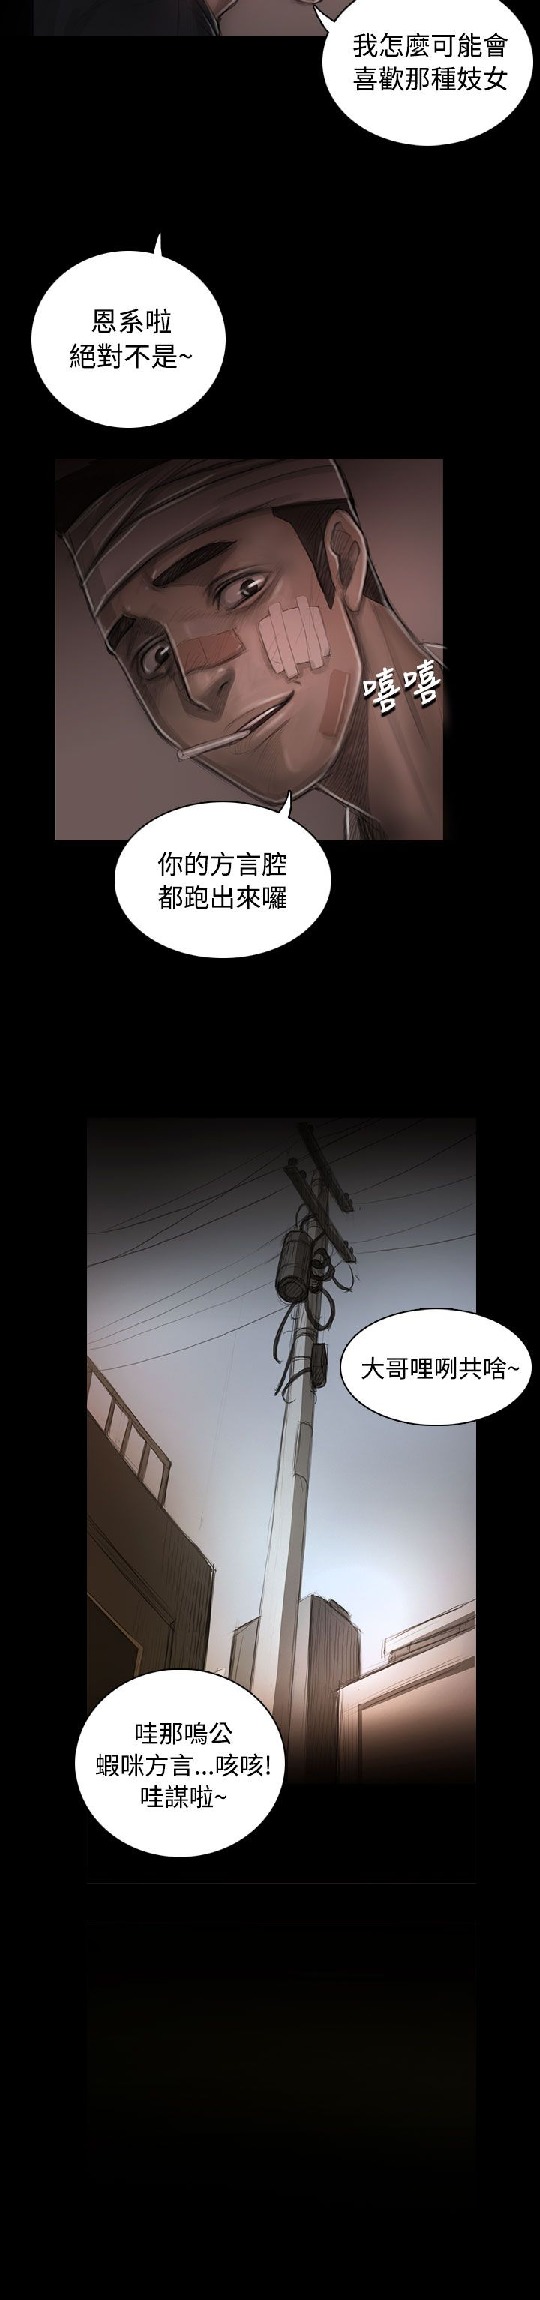 我怎麼可能會
喜歡那種妓女
恩系啦
絕對不是~
嘻嘻
你的方言腔
都跑出來囉
大哥哩咧共啥~
哇那嗚公
蝦咪方言...咳咳!
哇謀啦~